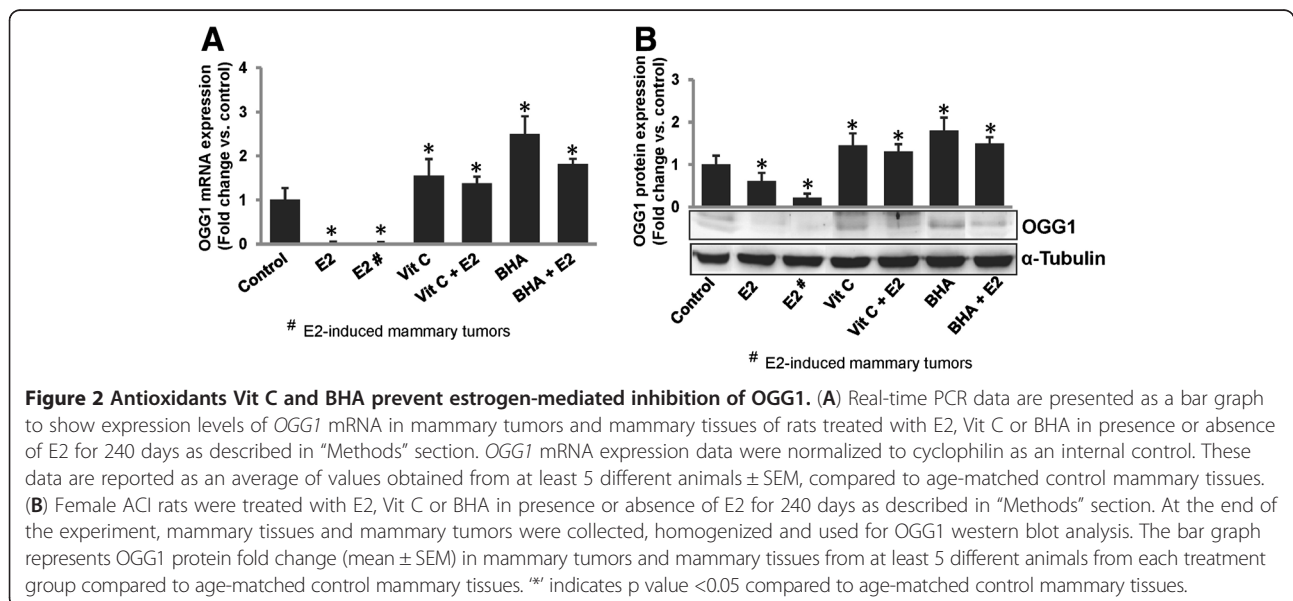 A
OGG1 mRNA expression
(Fold change vs. control)
4
3
2
1
0
* * * * * *
Control E2 E2 # Vit C Vit C + E2 BHA BHA + E2
# E2-induced mammary tumors
B
OGG1 protein expression
(Fold change vs. control)
3
2
1
0
* * * * * *
OGG1
α-Tubulin
Control E2 E2 # Vit C Vit C + E2 BHA BHA + E2
# E2-induced mammary tumors
Figure 2 Antioxidants Vit C and BHA prevent estrogen-mediated inhibition of OGG1. (A) Real-time PCR data are presented as a bar graph
to show expression levels of OGG1 mRNA in mammary tumors and mammary tissues of rats treated with E2, Vit C or BHA in presence or absence
of E2 for 240 days as described in “Methods” section. OGG1 mRNA expression data were normalized to cyclophilin as an internal control. These
data are reported as an average of values obtained from at least 5 different animals ± SEM, compared to age-matched control mammary tissues.
(B) Female ACI rats were treated with E2, Vit C or BHA in presence or absence of E2 for 240 days as described in “Methods” section. At the end of
the experiment, mammary tissues and mammary tumors were collected, homogenized and used for OGG1 western blot analysis. The bar graph
represents OGG1 protein fold change (mean ± SEM) in mammary tumors and mammary tissues from at least 5 different animals from each treatment
group compared to age-matched control mammary tissues. ‘*’ indicates p value <0.05 compared to age-matched control mammary tissues.